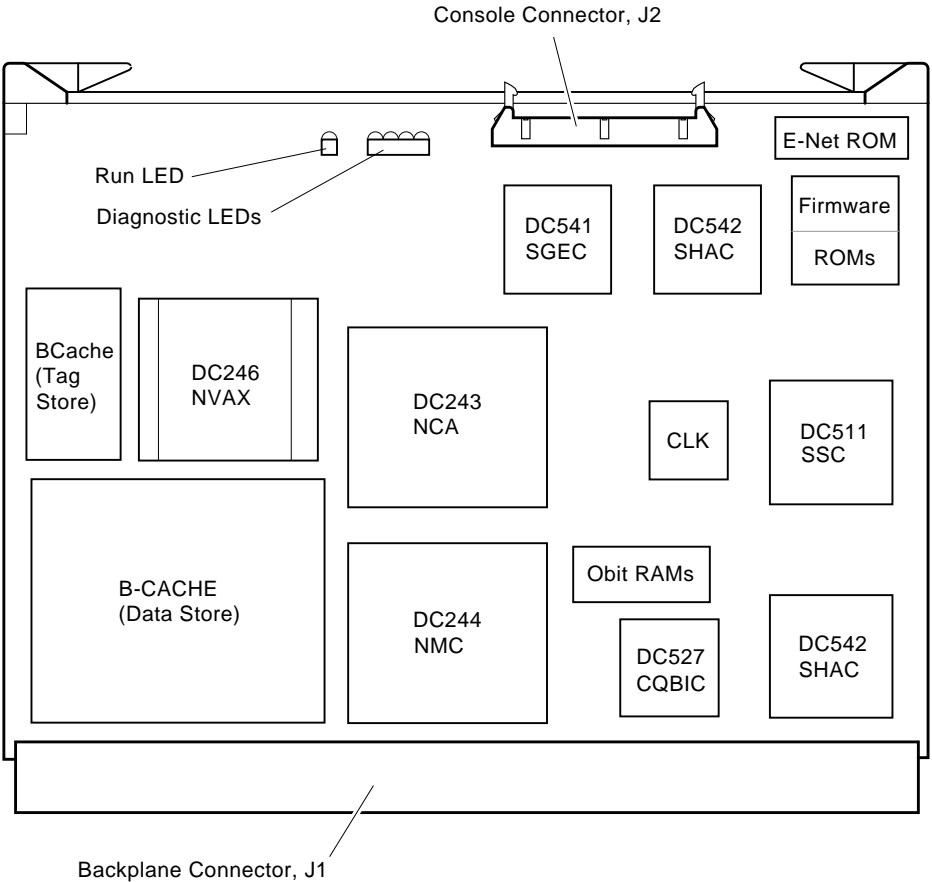 Console Connector, J2
E-Net ROM
Run LED
Diagnostic LEDs
DC541
SGEC
DC542
SHAC
Firmware
ROMs
BCache
(Tag
Store)
DC246
NVAX
DC243
NCA
CLK
DC511
SSC
B-CACHE
(Data Store)
DC244
NMC
Obit RAMs
DC527
CQBIC
DC542
SHAC
Backplane Connector, J1